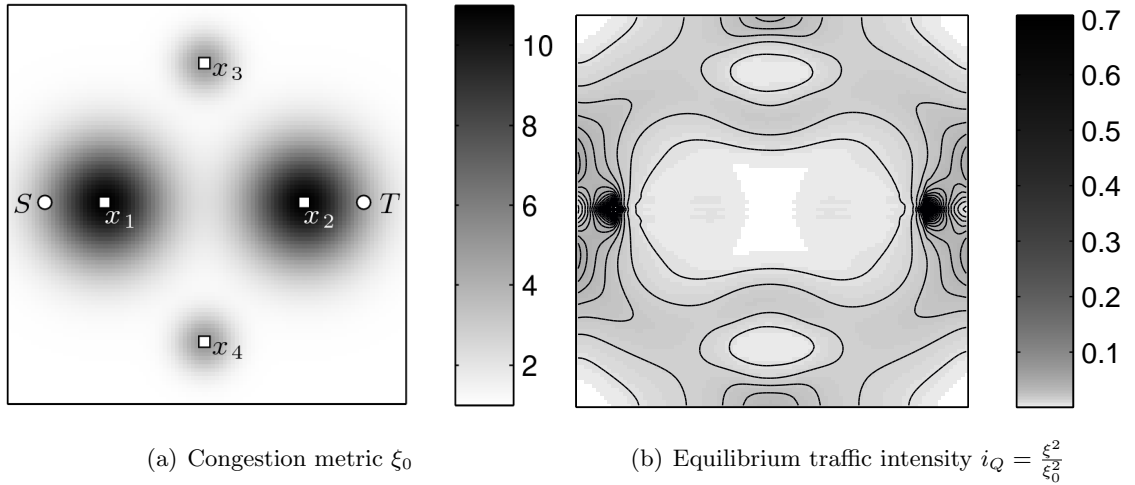 x3
S
x1
x2
T
x4
10
8
6
4
2
0.7
0.6
0.5
0.4
0.3
0.2
0.1
(a) Congestion metric ξ0
(b) Equilibrium traffic intensity iQ = ξ²/ξ0²